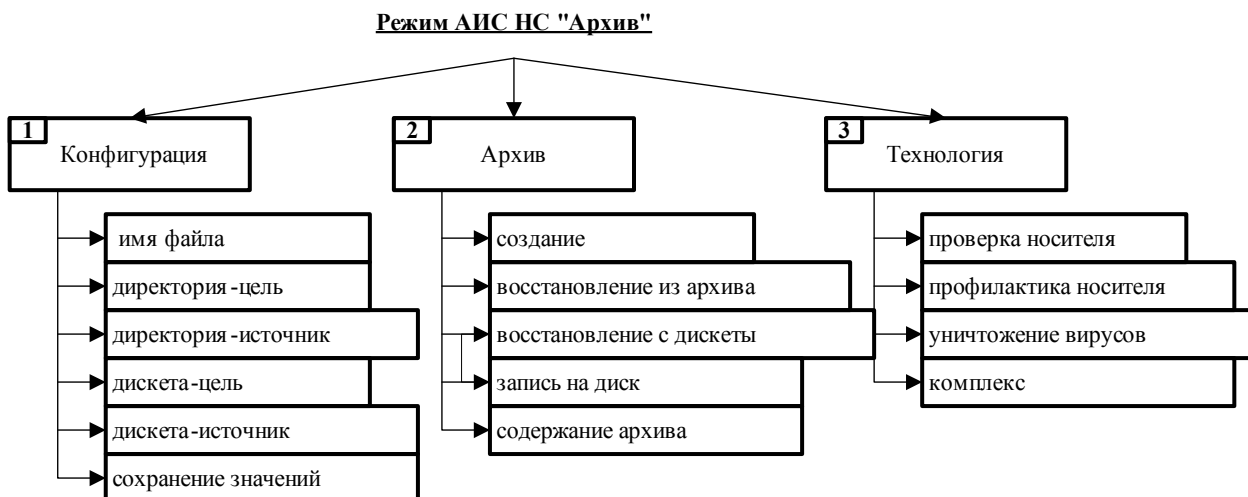 Режим АИС НС "Архив"
1
Конфигурация
имя файла
директория-цель
директория-источник
дискета-цель
дискета-источник
сохранение значений
2
Архив
создание
восстановление из архива
восстановление с дискеты
запись на диск
содержание архива
3
Технология
проверка носителя
профилактика носителя
уничтожение вирусов
комплекс